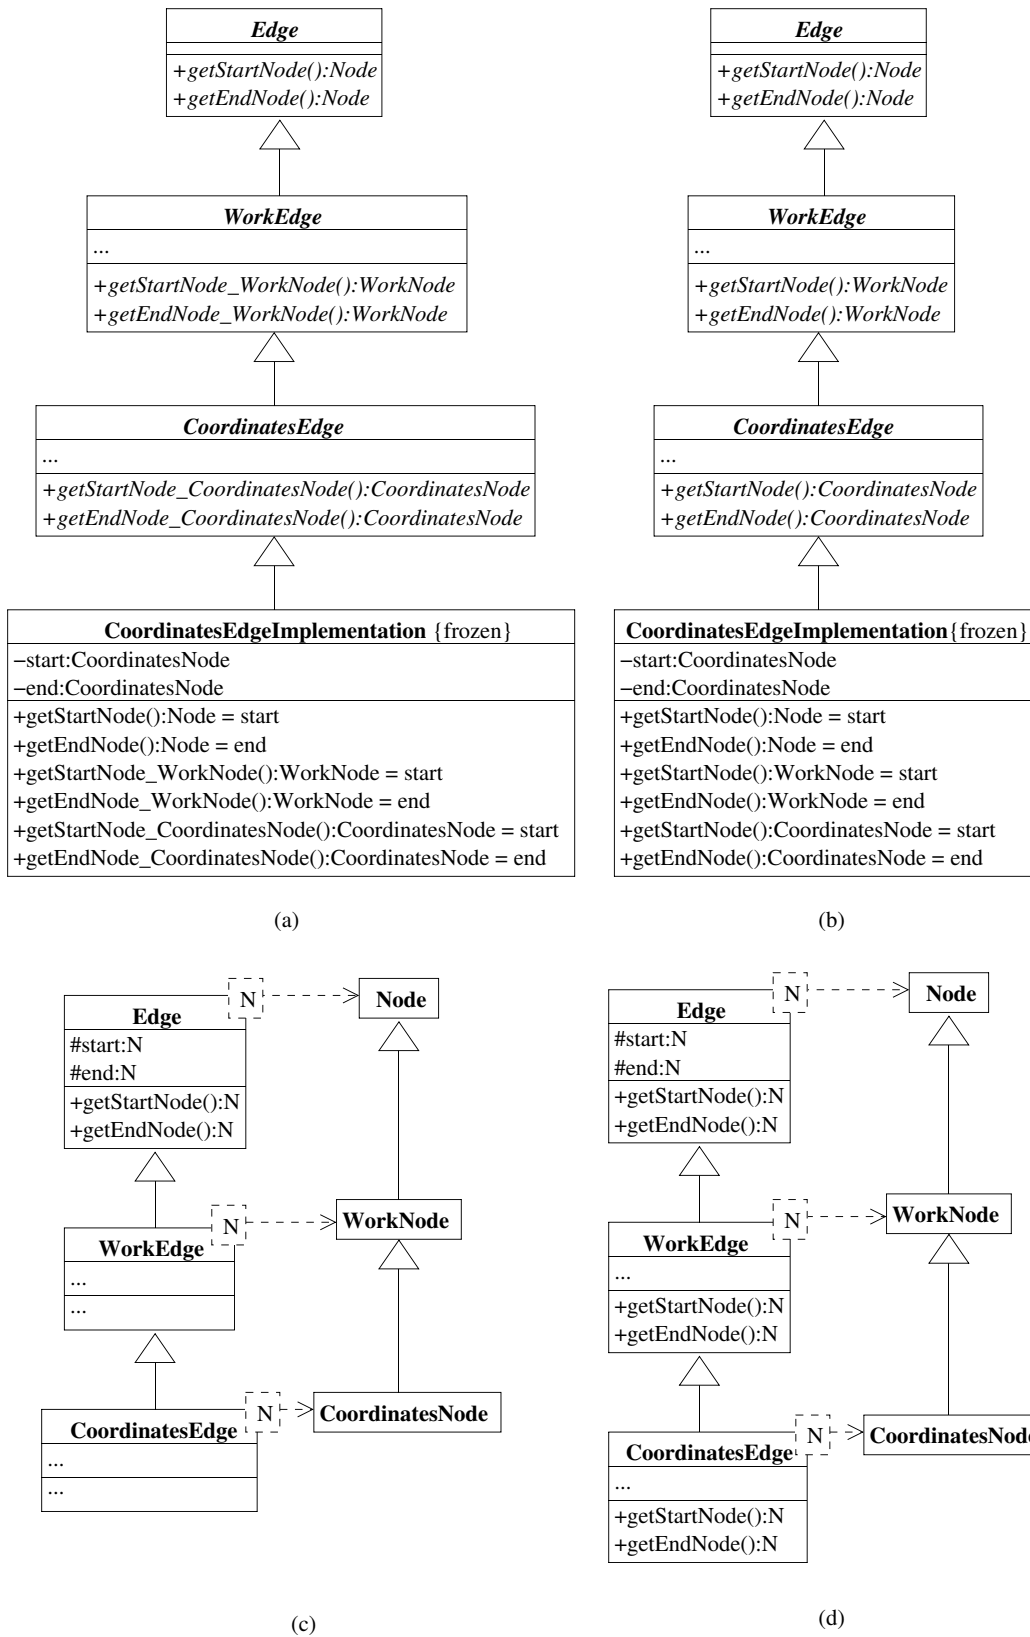 Edge
+getStartNode():Node
+getEndNode():Node
WorkEdge
...
+getStartNode_WorkNode():WorkNode
+getEndNode_WorkNode():WorkNode
CoordinatesEdge
...
+getStartNode_CoordinatesNode():CoordinatesNode
+getEndNode_CoordinatesNode():CoordinatesNode
CoordinatesEdgeImplementation {frozen}
−start:CoordinatesNode
−end:CoordinatesNode
+getStartNode():Node = start
+getEndNode():Node = end
+getStartNode_WorkNode():WorkNode = start
+getEndNode_WorkNode():WorkNode = end
+getStartNode_CoordinatesNode():CoordinatesNode = start
+getEndNode_CoordinatesNode():CoordinatesNode = end
(a)
Edge
+getStartNode():Node
+getEndNode():Node
WorkEdge
...
+getStartNode():WorkNode
+getEndNode():WorkNode
CoordinatesEdge
...
+getStartNode():CoordinatesNode
+getEndNode():CoordinatesNode
CoordinatesEdgeImplementation{frozen}
−start:CoordinatesNode
−end:CoordinatesNode
+getStartNode():Node = start
+getEndNode():Node = end
+getStartNode():WorkNode = start
+getEndNode():WorkNode = end
+getStartNode():CoordinatesNode = start
+getEndNode():CoordinatesNode = end
(b)
N
Node
Edge
#start:N
#end:N
+getStartNode():N
+getEndNode():N
N
WorkNode
WorkEdge
...
...
N
CoordinatesNode
CoordinatesEdge
...
...
(c)
N
Node
Edge
#start:N
#end:N
+getStartNode():N
+getEndNode():N
N
WorkNode
WorkEdge
...
+getStartNode():N
+getEndNode():N
N
CoordinatesNode
CoordinatesEdge
...
+getStartNode():N
+getEndNode():N
(d)